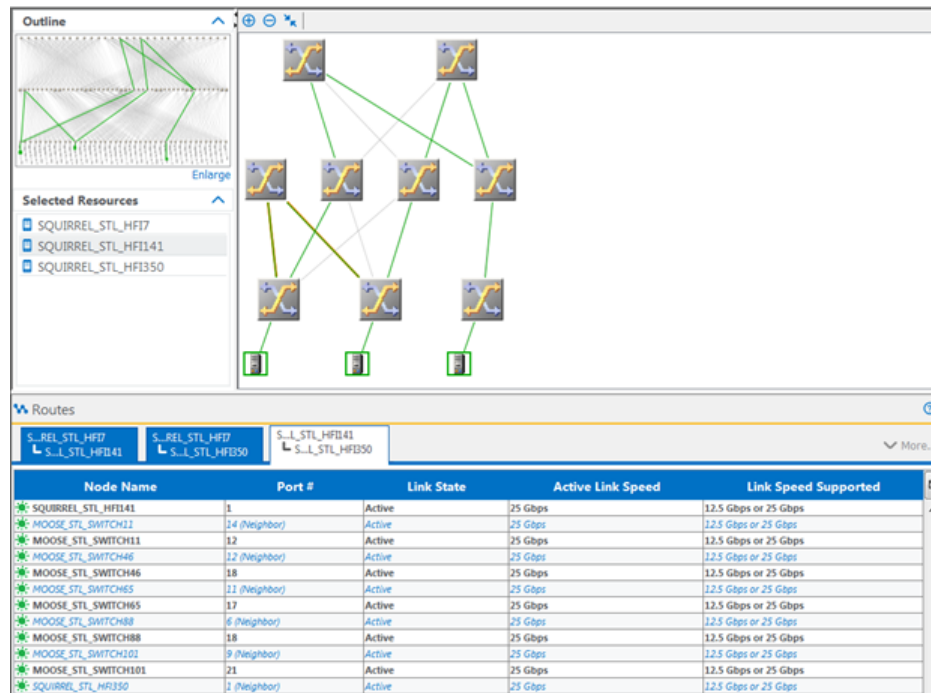 Outline
Enlarge
Selected Resources
SQUIRREL_STL_HFI7
SQUIRREL_STL_HFI141
SQUIRREL_STL_HFI350
Routes
S...REL_STL_HFI7
S...L_STL_HFI141
S...REL_STL_HFI7
S...L_STL_HFI350
S...L_STL_HFI141
S...L_STL_HFI350
More..
Node Name Port # Link State Active Link Speed Link Speed Supported
SQUIRREL_STL_HFI141 1 Active 25 Gbps 12.5 Gbps or 25 Gbps
MOOSE_STL_SWITCH11 14 (Neighbor) Active 25 Gbps 12.5 Gbps or 25 Gbps
MOOSE_STL_SWITCH11 12 Active 25 Gbps 12.5 Gbps or 25 Gbps
MOOSE_STL_SWITCH46 12 (Neighbor) Active 25 Gbps 12.5 Gbps or 25 Gbps
MOOSE_STL_SWITCH46 18 Active 25 Gbps 12.5 Gbps or 25 Gbps
MOOSE_STL_SWITCH65 11 (Neighbor) Active 25 Gbps 12.5 Gbps or 25 Gbps
MOOSE_STL_SWITCH65 17 Active 25 Gbps 12.5 Gbps or 25 Gbps
MOOSE_STL_SWITCH88 6 (Neighbor) Active 25 Gbps 12.5 Gbps or 25 Gbps
MOOSE_STL_SWITCH88 18 Active 25 Gbps 12.5 Gbps or 25 Gbps
MOOSE_STL_SWITCH101 9 (Neighbor) Active 25 Gbps 12.5 Gbps or 25 Gbps
MOOSE_STL_SWITCH101 21 Active 25 Gbps 12.5 Gbps or 25 Gbps
SQUIRREL_STL_HFI350 1 (Neighbor) Active 25 Gbps 12.5 Gbps or 25 Gbps